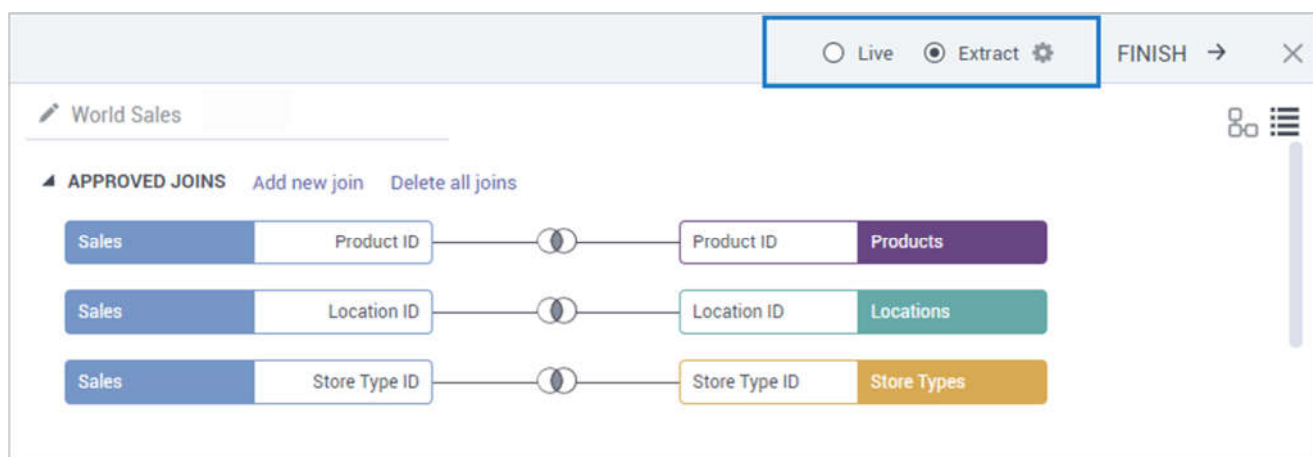 Live Extract FINISH →
World Sales
APPROVED JOINS Add new join Delete all joins
Sales Product ID Product ID Products
Sales Location ID Location ID Locations
Sales Store Type ID Store Type ID Store Types